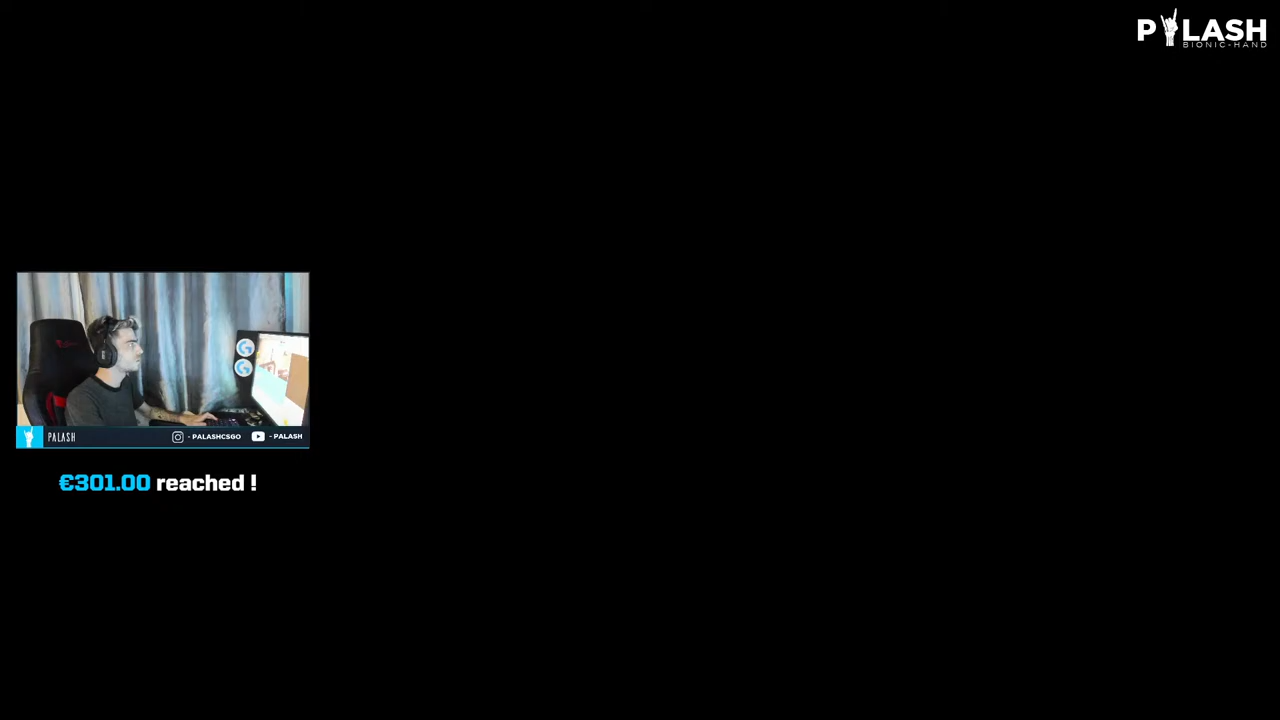 PALASH
BIONIC-HAND
PALASH
- PALASHCSGO
- PALASH
€301.00 reached !